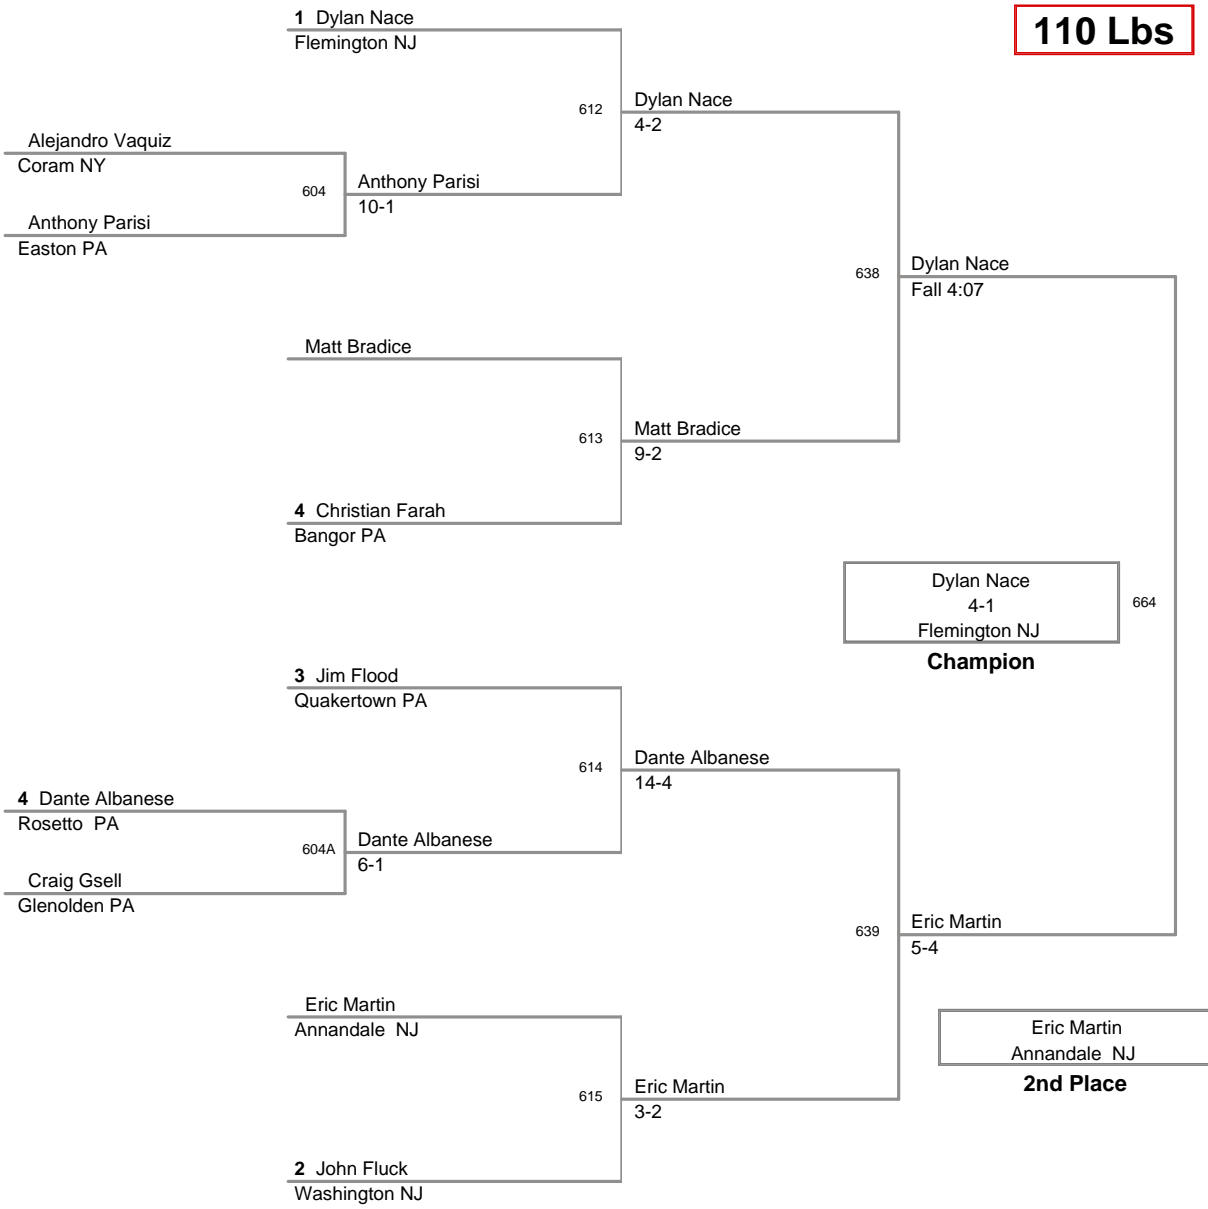 1 Dylan Nace
Flemington NJ
110 Lbs
612
Dylan Nace
4-2
Alejandro Vaquiz
Coram NY
604
Anthony Parisi
10-1
Anthony Parisi
Easton PA
638
Dylan Nace
Fall 4:07
Matt Bradice
613
Matt Bradice
9-2
4 Christian Farah
Bangor PA
Dylan Nace
4-1
Flemington NJ
664
Champion
3 Jim Flood
Quakertown PA
614
Dante Albanese
14-4
4 Dante Albanese
Rosetto  PA
604A
Dante Albanese
6-1
Craig Gsell
Glenolden PA
639
Eric Martin
5-4
Eric Martin
Annandale  NJ
Eric Martin
Annandale  NJ
2nd Place
615
Eric Martin
3-2
2 John Fluck
Washington NJ